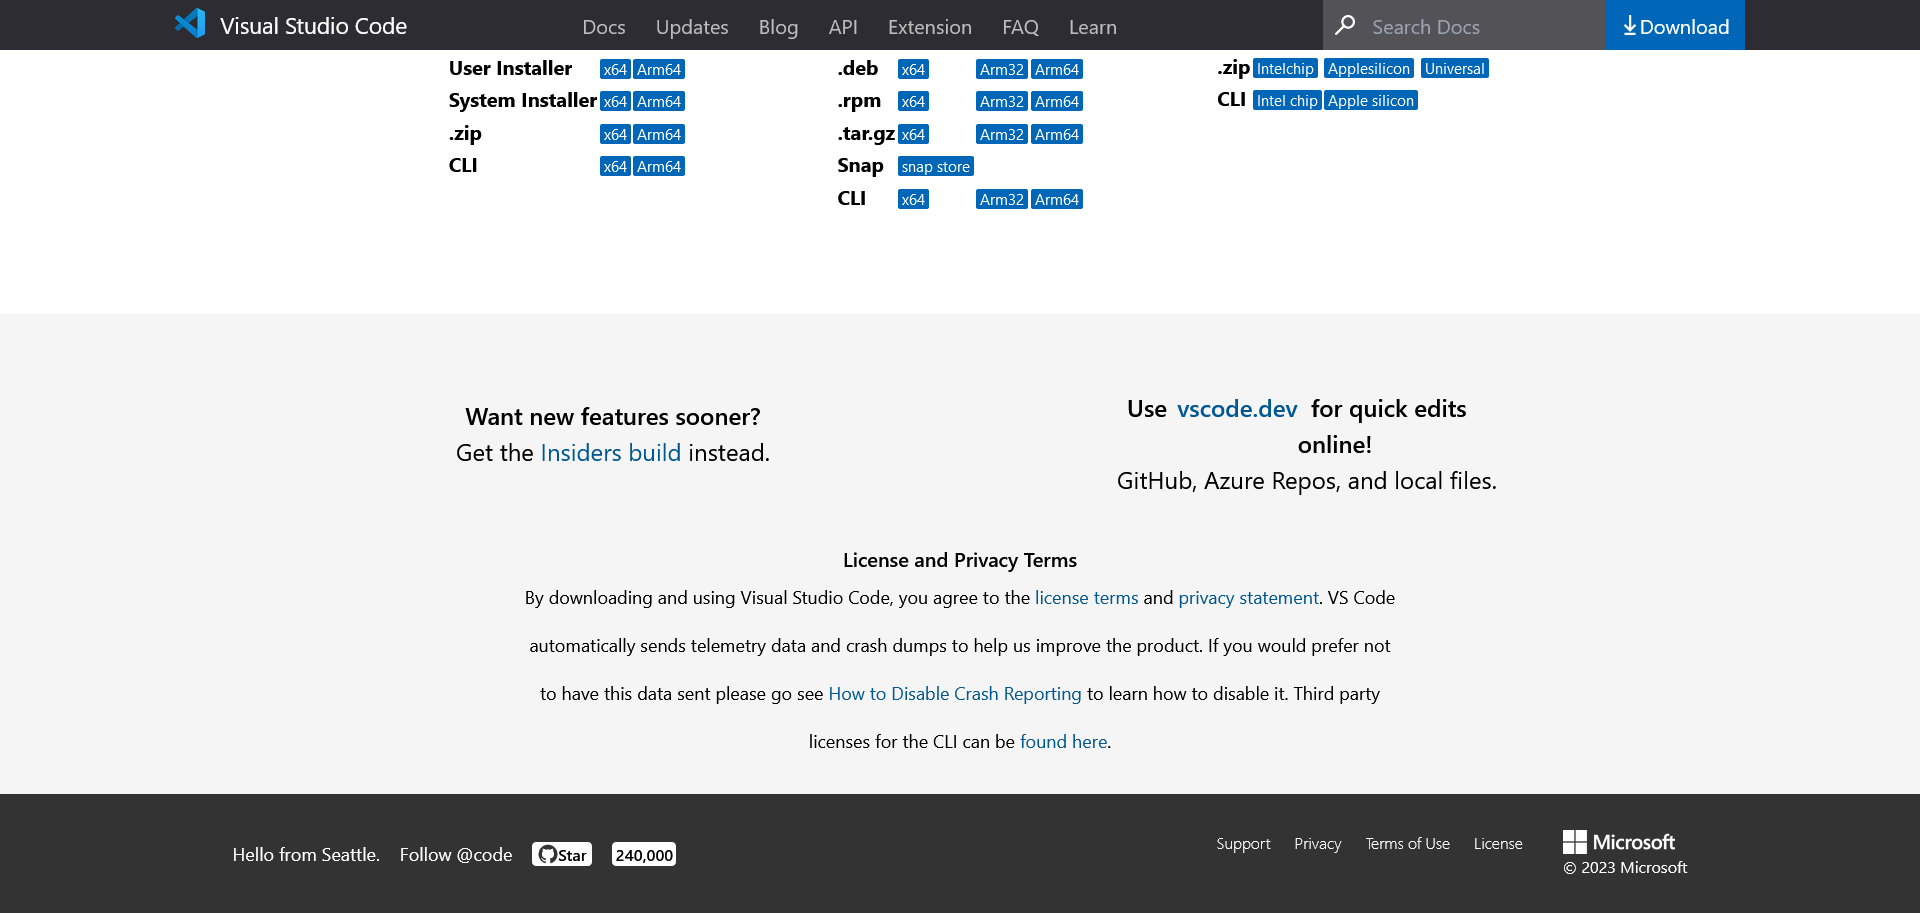 Visual Studio Code Docs Updates Blog API Extension FAQ Learn Search Docs Download
User Installer x64 Arm64
System Installer x64 Arm64
.zip x64 Arm64
CLI x64 Arm64
.deb x64 Arm32 Arm64
.rpm x64 Arm32 Arm64
.tar.gz x64 Arm32 Arm64
Snap snap store
CLI x64 Arm32 Arm64
.zip Intelchip Applesilicon Universal
CLI Intel chip Apple silicon
Want new features sooner?
Get the Insiders build instead.
Use vscode.dev for quick edits
online!
GitHub, Azure Repos, and local files.
License and Privacy Terms
By downloading and using Visual Studio Code, you agree to the license terms and privacy statement. VS Code
automatically sends telemetry data and crash dumps to help us improve the product. If you would prefer not
to have this data sent please go see How to Disable Crash Reporting to learn how to disable it. Third party
licenses for the CLI can be found here.
Hello from Seattle. Follow @code Star 240,000
Support Privacy Terms of Use License Microsoft
© 2023 Microsoft